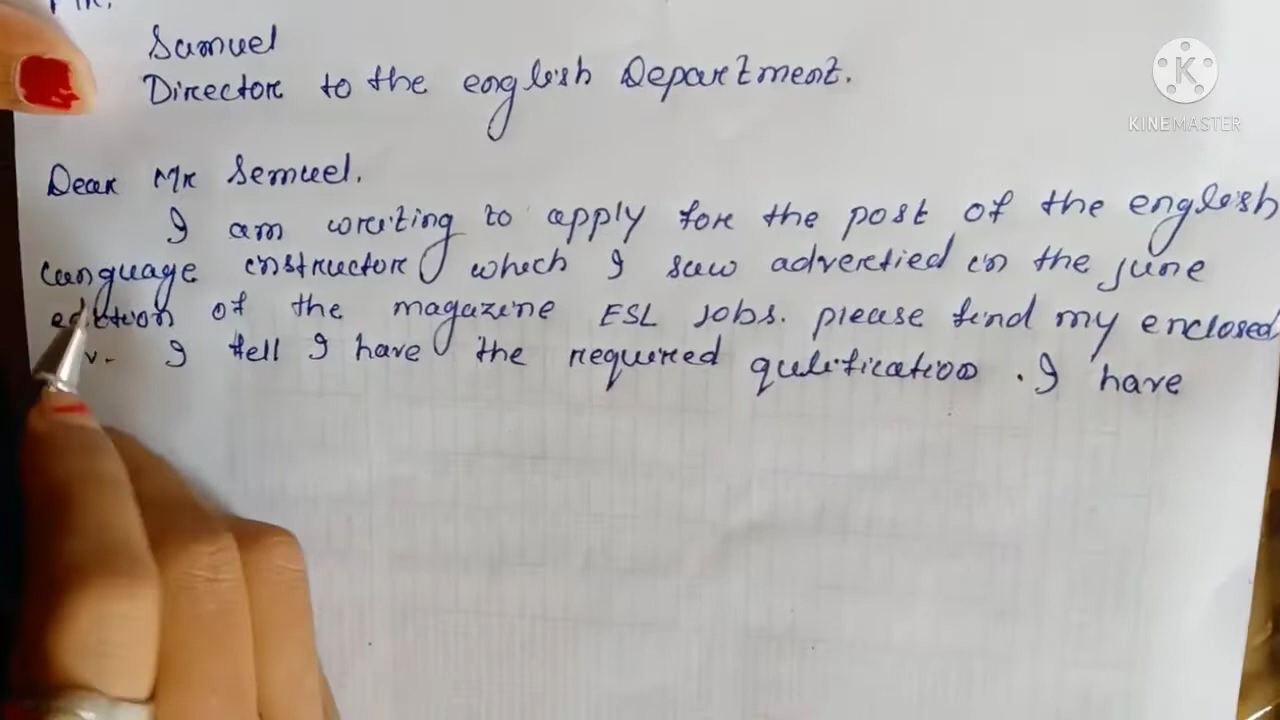 Samuel
Director to the english Department.
Dear Mr Semuel.
I am writing to apply for the post of the english
language instructor which I saw advertied in the june
edition of the magazine ESL Jobs. please find my enclosed
v. I fell I have the required qulification. I have
KINEMASTER